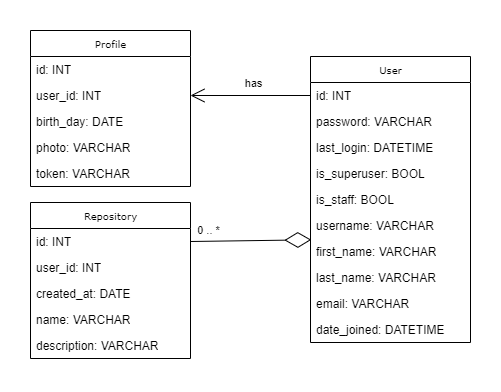 Profile
id: INT
user_id: INT
birth_day: DATE
photo: VARCHAR
token: VARCHAR
has
User
id: INT
password: VARCHAR
last_login: DATETIME
is_superuser: BOOL
is_staff: BOOL
username: VARCHAR
first_name: VARCHAR
last_name: VARCHAR
email: VARCHAR
date_joined: DATETIME
Repository
id: INT
user_id: INT
created_at: DATE
name: VARCHAR
description: VARCHAR
0 .. *